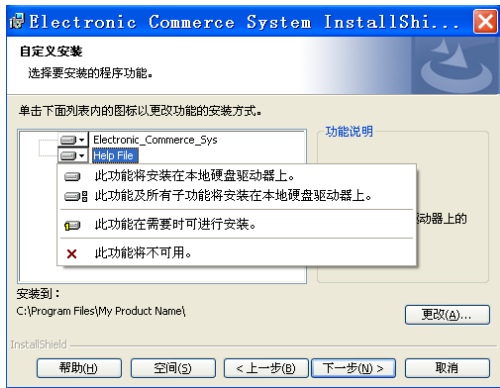 Electronic Commerce System InstallShi...
自定义安装
选择要安装的程序功能。
单击下面列表内的图标以更改功能的安装方式。
Electronic_Commerce_Sys
Help File
功能说明
此功能将安装在本地硬盘驱动器上。
此功能及所有子功能将安装在本地硬盘驱动器上。
此功能在需要时可进行安装。
动器上的
此功能将不可用。
安装到：
C:\Program Files\My Product Name\
更改(A)...
InstallShield
帮助(H)
空间(S)
< 上一步(B)
下一步(N) >
取消